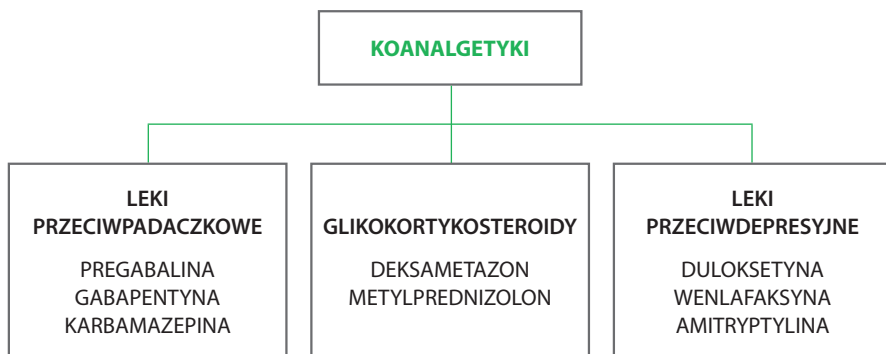 KOANALGETYKI
LEKI
PRZECIWPADACZKOWE
PREGABALINA
GABAPENTYNA
KARBAMAZEPINA
GLIKOKORTYKOSTEROIDY
DEKSAMETAZON
METYLPREDNIZOLON
LEKI
PRZECIWDEPRESYJNE
DULOKSETYNA
WENLAFAKSYNA
AMITRYPTYLINA